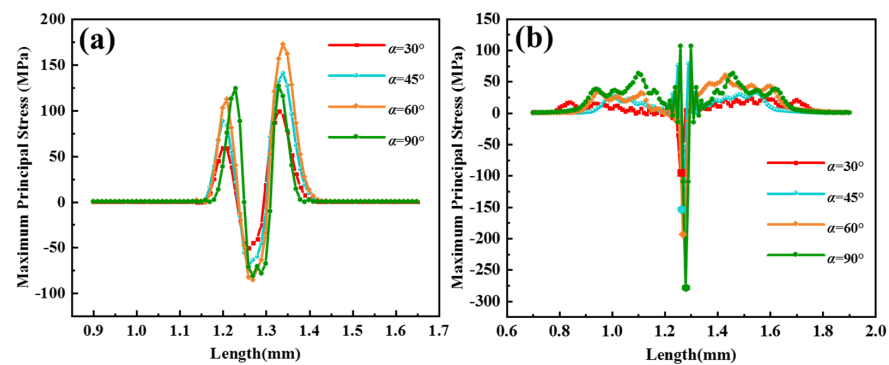 (a)
α=30°
α=45°
α=60°
α=90°
200
150
100
50
0
-50
-100
0.9 1.0 1.1 1.2 1.3 1.4 1.5 1.6
Maximum Principal Stress (MPa)
Length(mm)
(b)
α=30°
α=45°
α=60°
α=90°
150
100
50
0
-50
-100
-150
-200
-250
-300
0.6 0.8 1.0 1.2 1.4 1.6 1.8 2.0
Maximum Principal Stress (MPa)
Length(mm)